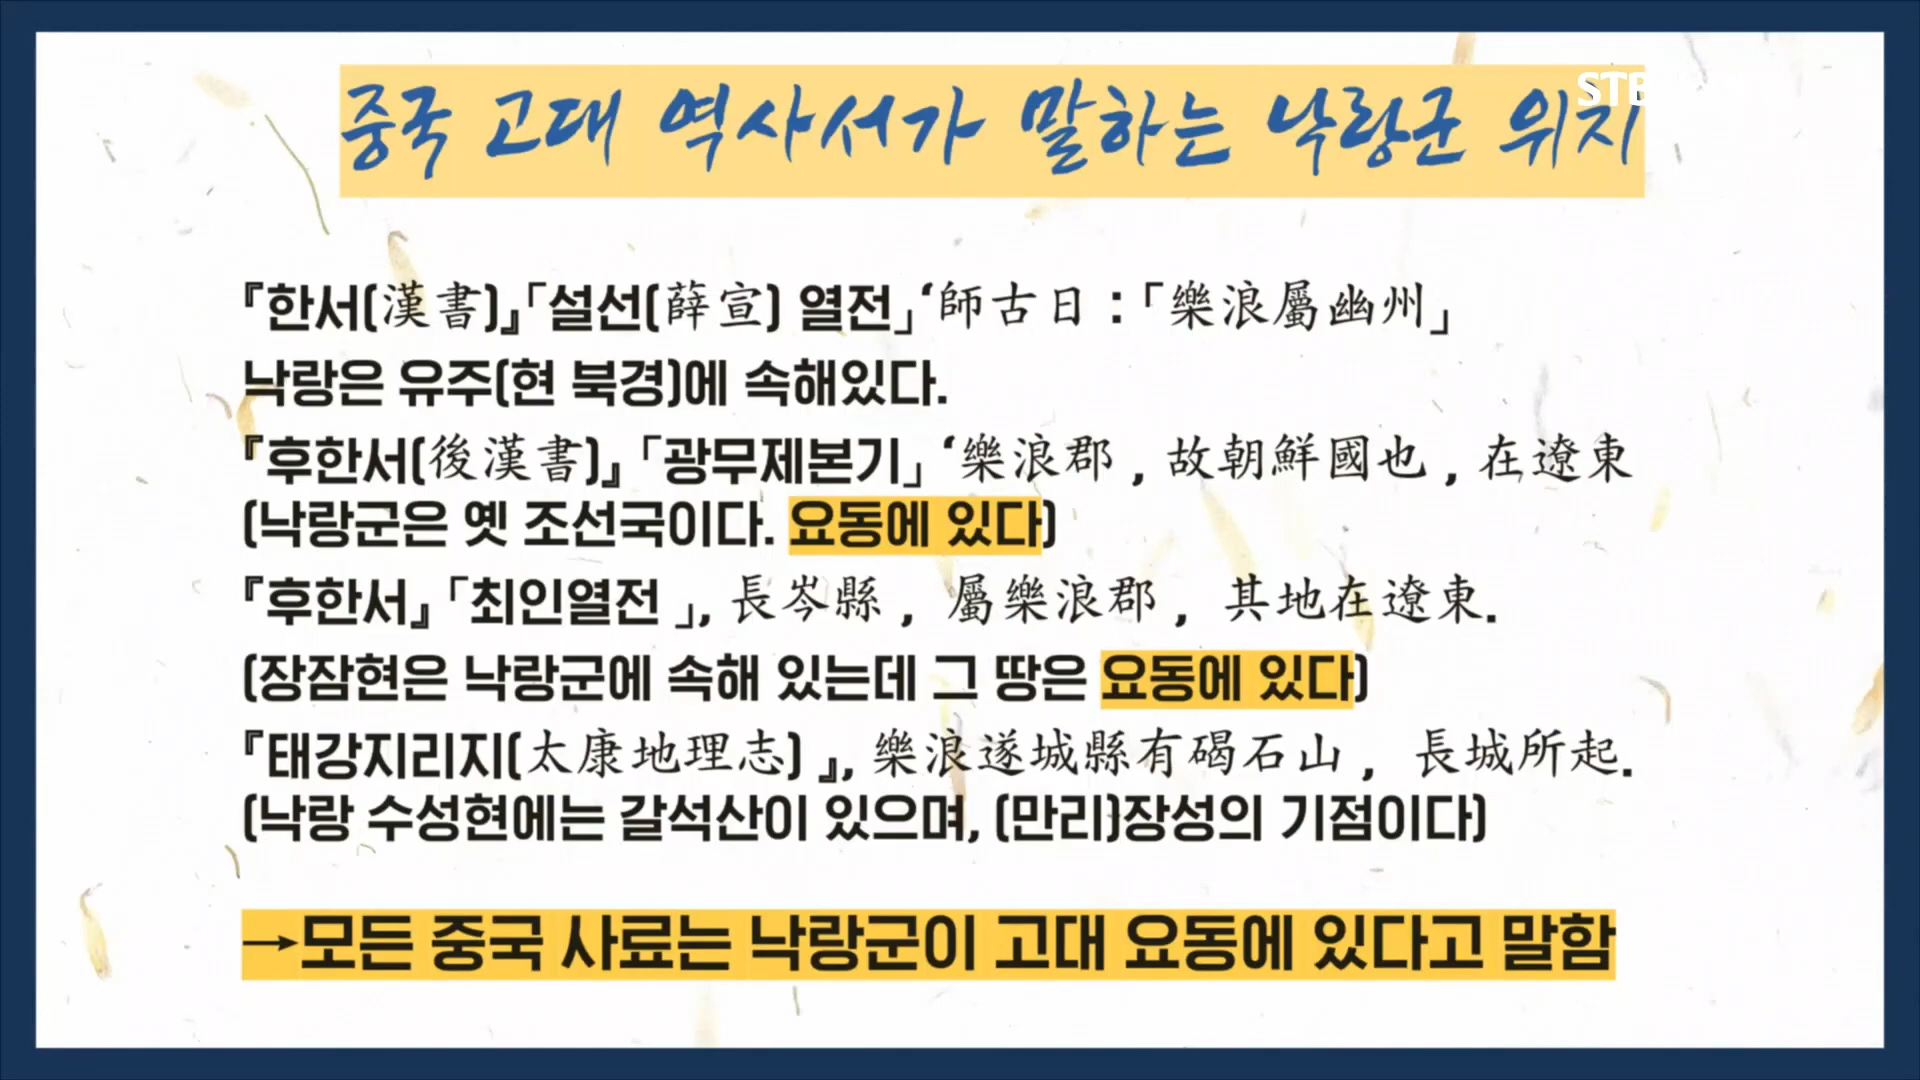 중국 고대 역사서가 말하는 낙랑군 위치
STB
『한서(漢書)』「설선(薛宣) 열전」‘師古日 :「樂浪屬幽州」
낙랑은 유주(현 북경)에 속해있다.
『후한서(後漢書)』「광무제본기」 ‘樂浪郡 , 故朝鮮國也 , 在遼東
(낙랑군은 옛 조선국이다. 요동에 있다)
『후한서』「최인열전 」, 長岑縣 , 屬樂浪郡 , 其地在遼東.
(장잠현은 낙랑군에 속해 있는데 그 땅은 요동에 있다)
『태강지리지(太康地理志) 』, 樂浪遂城縣有碣石山 , 長城所起.
(낙랑 수성현에는 갈석산이 있으며, (만리)장성의 기점이다)
→모든 중국 사료는 낙랑군이 고대 요동에 있다고 말함